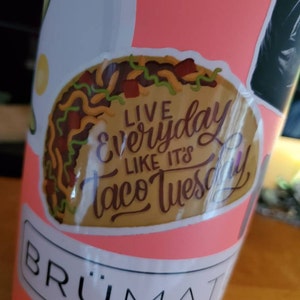 LIVE
Everyday
LIKE IT'S
Taco Tuesday
BRÜMAT